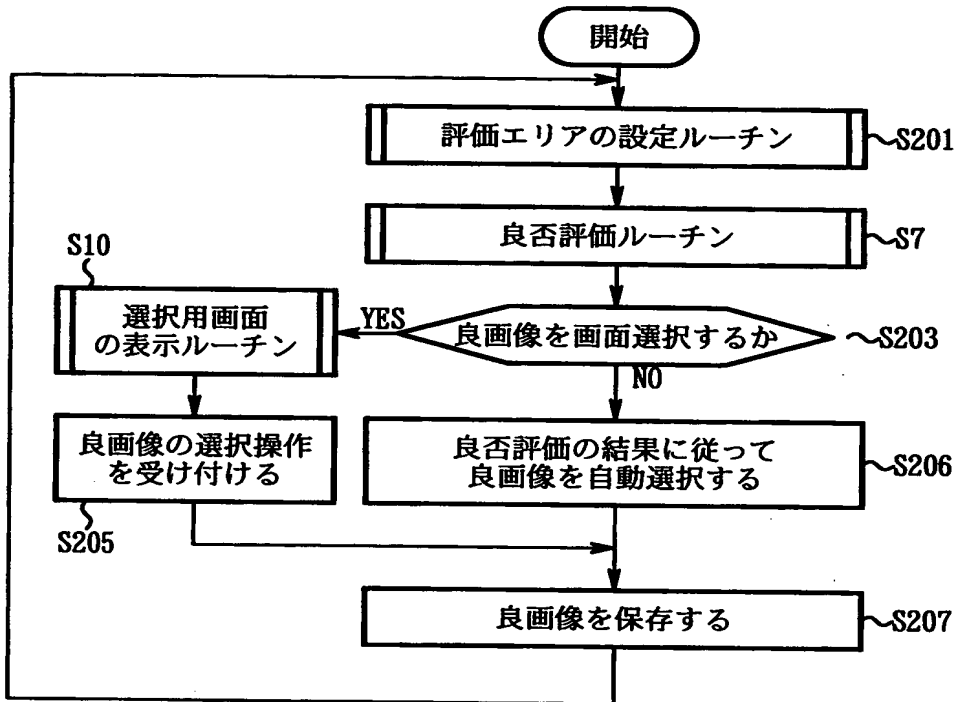 開始
評価エリアの設定ルーチン
S201
良否評価ルーチン
S7
S10
選択用画面
の表示ルーチン
YES
良画像を画面選択するか
S203
NO
良画像の選択操作
を受け付ける
S205
良否評価の結果に従って
良画像を自動選択する
S206
良画像を保存する
S207